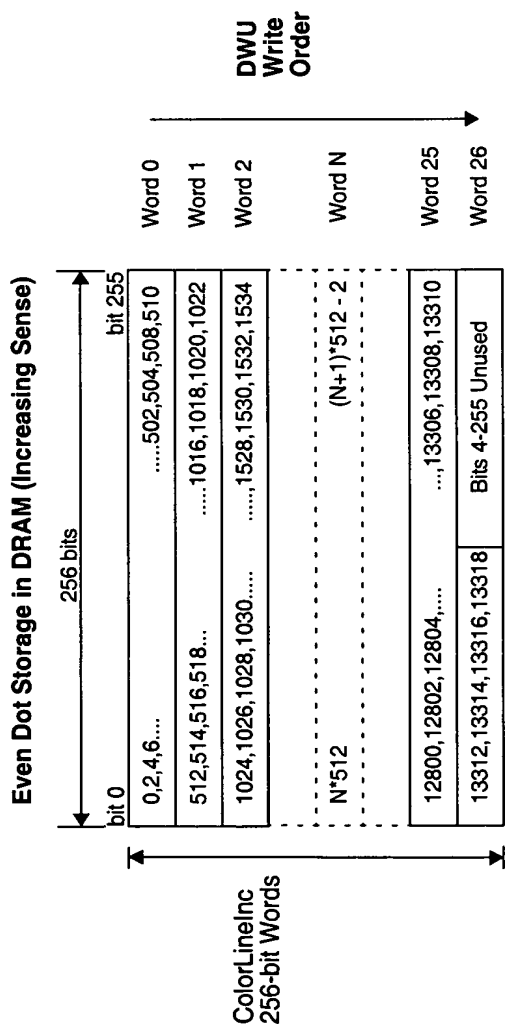 Even Dot Storage in DRAM (Increasing Sense)
256 bits
bit 0
bit 255
0,2,4,6....
......502,504,508,510
Word 0
512,514,516,518...
......1016,1018,1020,1022
Word 1
1024,1026,1028,1030.....
......,1528,1530,1532,1534
Word 2
N*512
(N+1)*512 - 2
Word N
12800,12802,12804,....
...,13306,13308,13310
Word 25
13312,13314,13316,13318
Bits 4-255 Unused
Word 26
ColorLineInc
256-bit Words
DWU
Write
Order